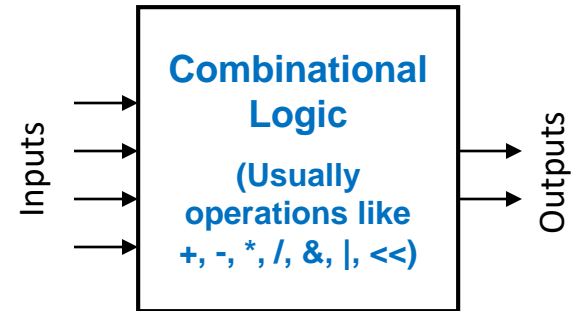 Inputs
Combinational
Logic
(Usually
operations like
+, -, *, /, &, |, <<)
Outputs